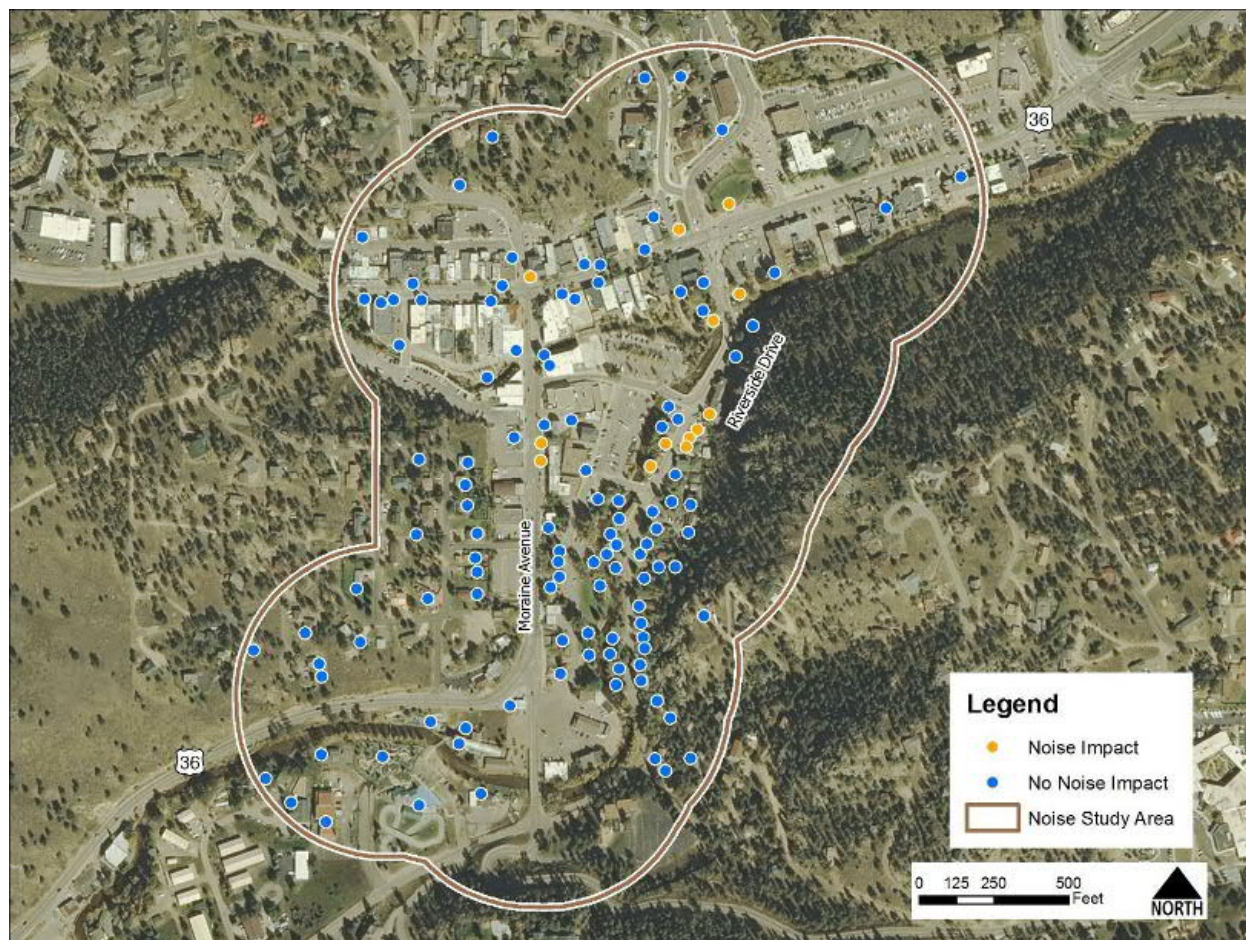 36
Riverside Drive
Moraine Avenue
36
Legend
Noise Impact
No Noise Impact
Noise Study Area
0 125 250 500
Feet
NORTH